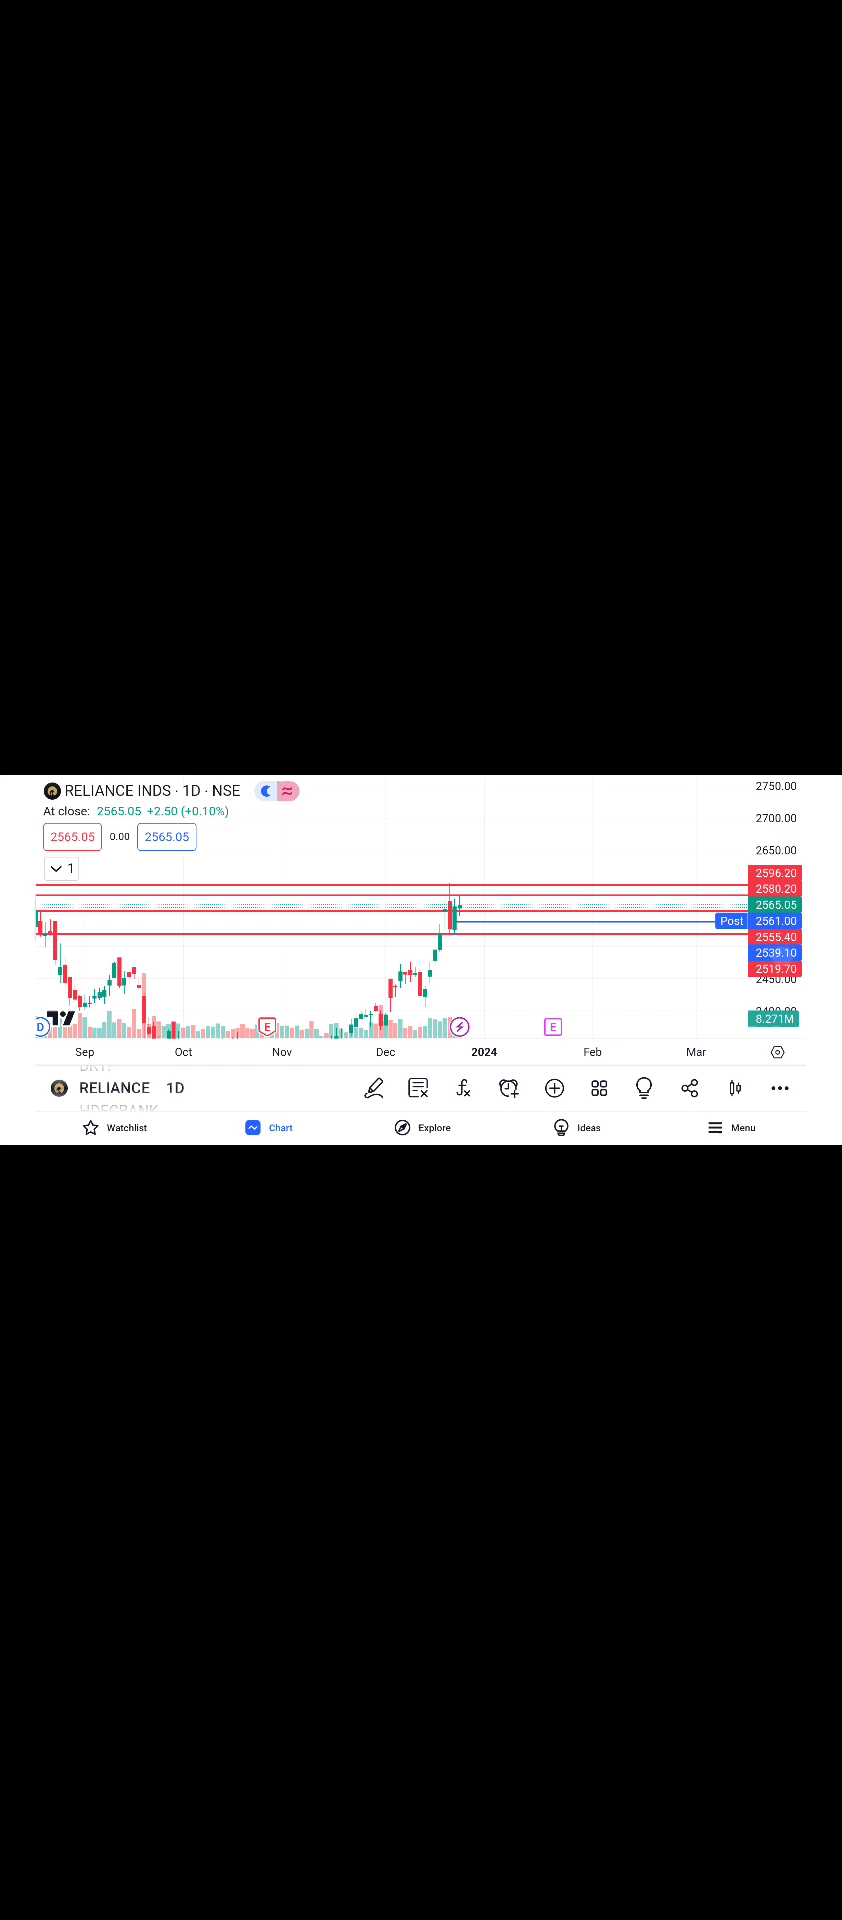 RELIANCE INDS · 1D · NSE
At close: 2565.05 +2.50 (+0.10%)
2565.05 0.00 2565.05
1
2750.00
2700.00
2650.00
2596.20
2580.20
2565.05
Post 2561.00
2555.40
2539.10
2519.70
2450.00
2400.00
8.271M
D
E
E
Sep Oct Nov Dec 2024 Feb Mar
RELIANCE 1D
HDFCBANK
Watchlist Chart Explore Ideas Menu